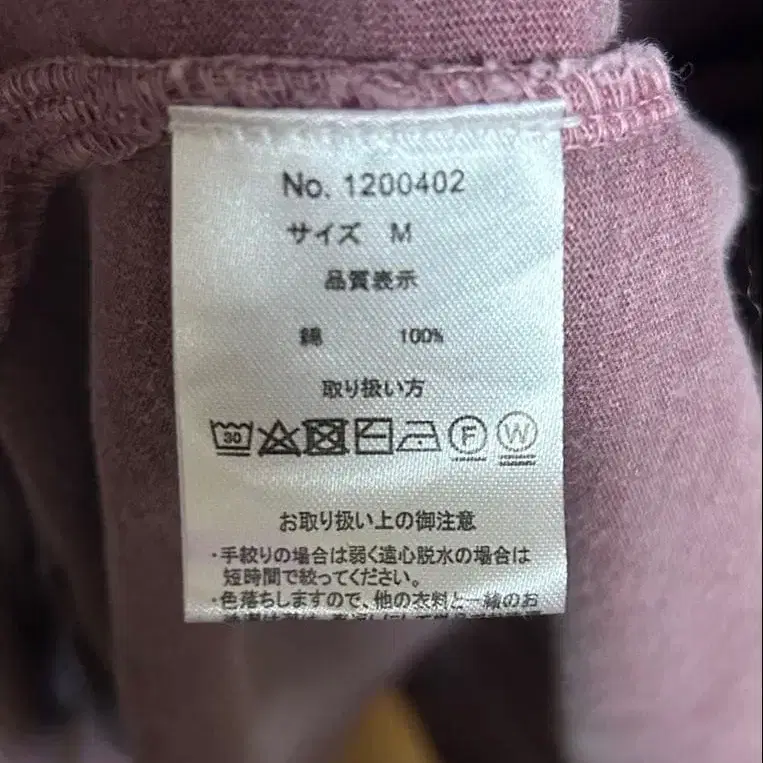 No. 1200402
サイズ M
品質表示
綿 100%
取り扱い方
30 F W
お取り扱い上の御注意
・手絞りの場合は弱く遠心脱水の場合は
短時間で絞ってください。
・色落ちしますので、他の衣料と一緒のお